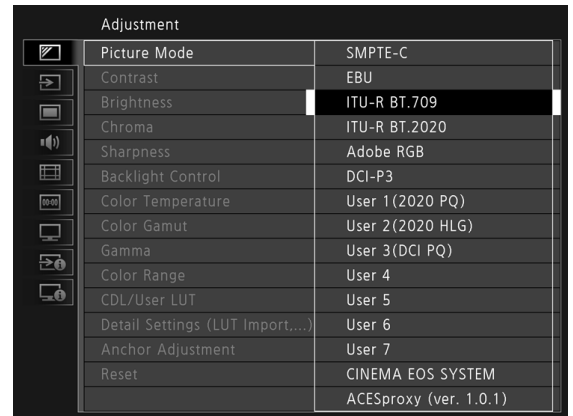 Adjustment
Picture Mode
Contrast
Brightness
Chroma
Sharpness
Backlight Control
Color Temperature
Color Gamut
Gamma
Color Range
CDL/User LUT
Detail Settings (LUT Import,...)
Anchor Adjustment
Reset
SMPTE-C
EBU
ITU-R BT.709
ITU-R BT.2020
Adobe RGB
DCI-P3
User 1(2020 PQ)
User 2(2020 HLG)
User 3(DCI PQ)
User 4
User 5
User 6
User 7
CINEMA EOS SYSTEM
ACESproxy (ver. 1.0.1)
00:00